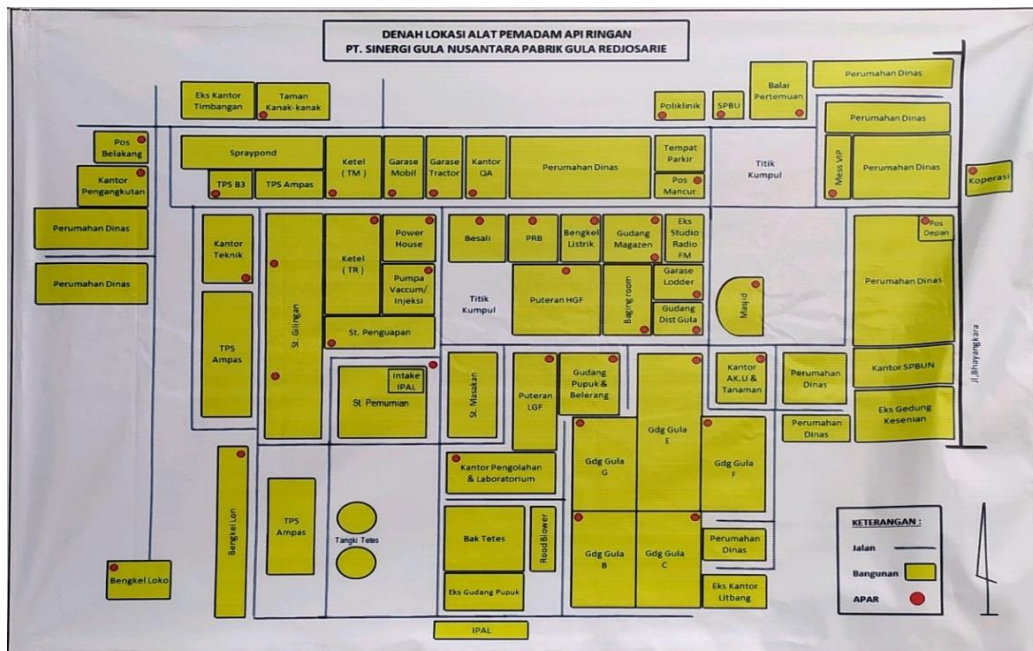 DENAH LOKASI ALAT PEMADAM API RINGAN
PT. SINERGI GULA NUSANTARA PABRIK GULA REDJOSARIE
Eks Kantor
Timbangan
Taman
Kanak-kanak
Poliklinik
SPBU
Balai
Pertemuan
Perumahan Dinas
Perumahan Dinas
Pos
Belakang
Kantor
Pengangkutan
Perumahan Dinas
Perumahan Dinas
Spraypond
TPS B3
TPS Ampas
Ketel
(TM)
Garase
Mobil
Garase
Tractor
Kantor
QA
Perumahan Dinas
Tempat
Parkir
Pos
Mancur
Titik
Kumpul
Mess VIP
Perumahan Dinas
Koperasi
Kantor
Teknik
TPS
Ampas
St. Gilingan
Ketel
(TR)
Power
House
Pumpa
Vaccum/
Injeksi
St. Penguapan
Besali
PRB
Bengkel
Listrik
Gudang
Magazen
Eks
Studio
Radio
FM
Titik
Kumpul
Puteran HGF
Baging room
Garase
Lodder
Gudang
Dist Gula
Masjid
Pos
Depan
Perumahan
Dinas
Jl.Bhayangkara
Intake
IPAL
St. Pemurnian
St. Masakan
Puteran
LGF
Gudang
Pupuk &
Belerang
Gdg Gula
E
Kantor
AK.U &
Tanaman
Perumahan
Dinas
Kantor SPBUN
Perumahan
Dinas
Eks Gedung
Kesenian
Gdg Gula
G
Gdg Gula
F
Bengkel Lori
TPS
Ampas
Tangki Tetes
Kantor Pengolahan
& Laboratorium
Bak Tetes
Rood Blower
Eks Gudang Pupuk
Gdg Gula
B
Gdg Gula
C
Perumahan
Dinas
Eks Kantor
Litbang
Bengkel Loko
IPAL
KETERANGAN :
Jalan
Bangunan
APAR